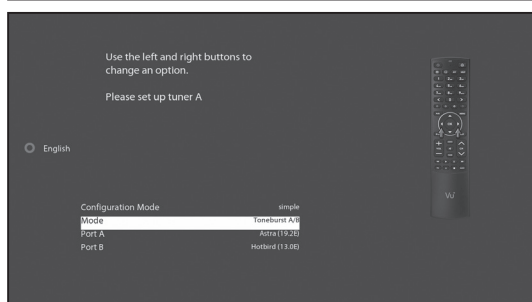 Use the left and right buttons to
change an option.
Please set up tuner A
English
Configuration Mode simple
Mode Toneburst A/B
Port A Astra (19.2E)
Port B Hotbird (13.0E)
OK